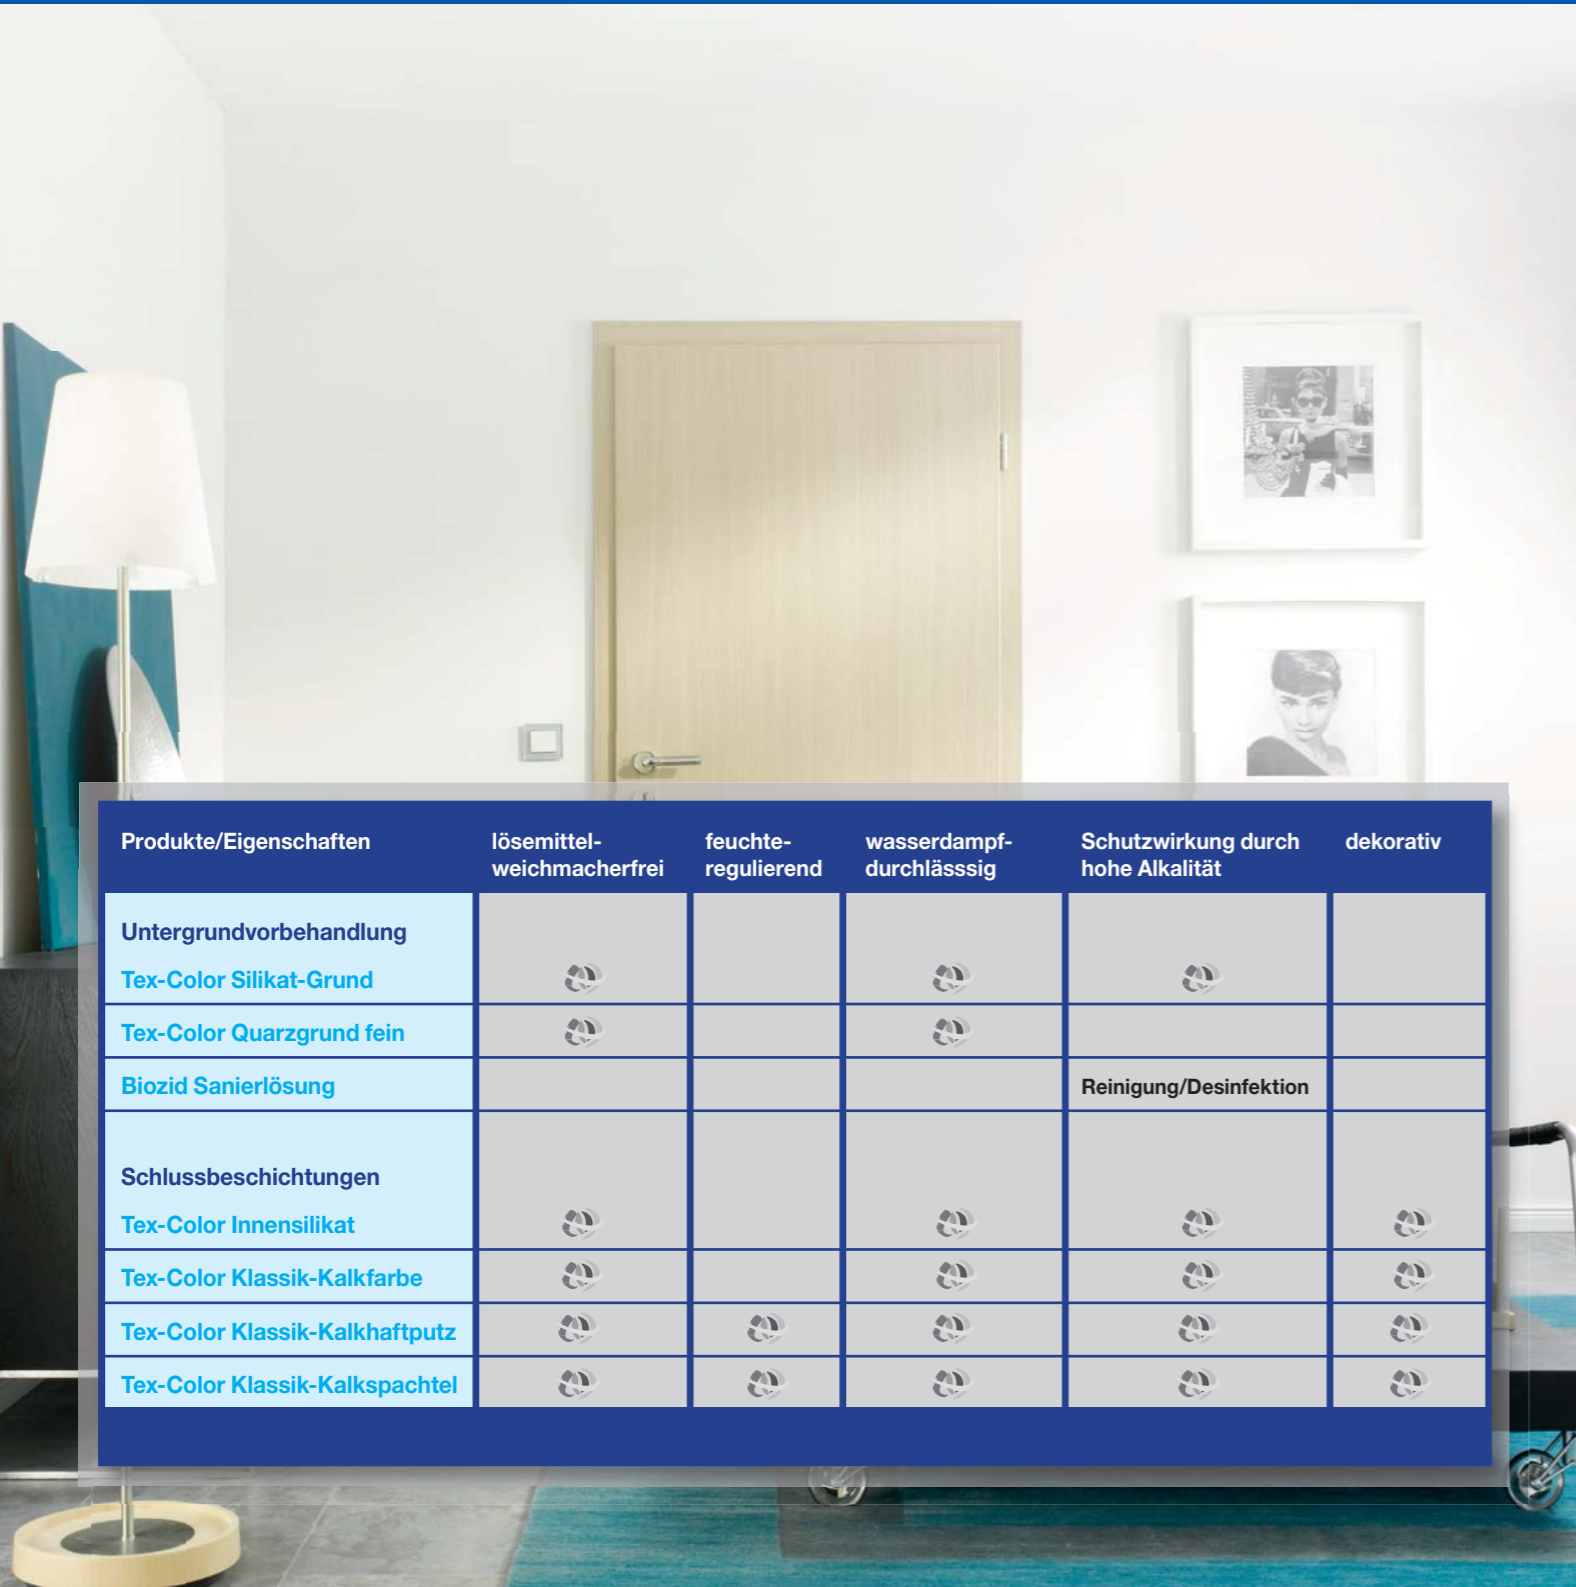 Produkte/Eigenschaften
lösemittel-
weichmacherfrei
feuchte-
regulierend
wasserdampf-
durchlässsig
Schutzwirkung durch
hohe Alkalität
dekorativ
Untergrundvorbehandlung
Tex-Color Silikat-Grund
Tex-Color Quarzgrund fein
Biozid Sanierlösung
Reinigung/Desinfektion
Schlussbeschichtungen
Tex-Color Innensilikat
Tex-Color Klassik-Kalkfarbe
Tex-Color Klassik-Kalkhaftputz
Tex-Color Klassik-Kalkspachtel